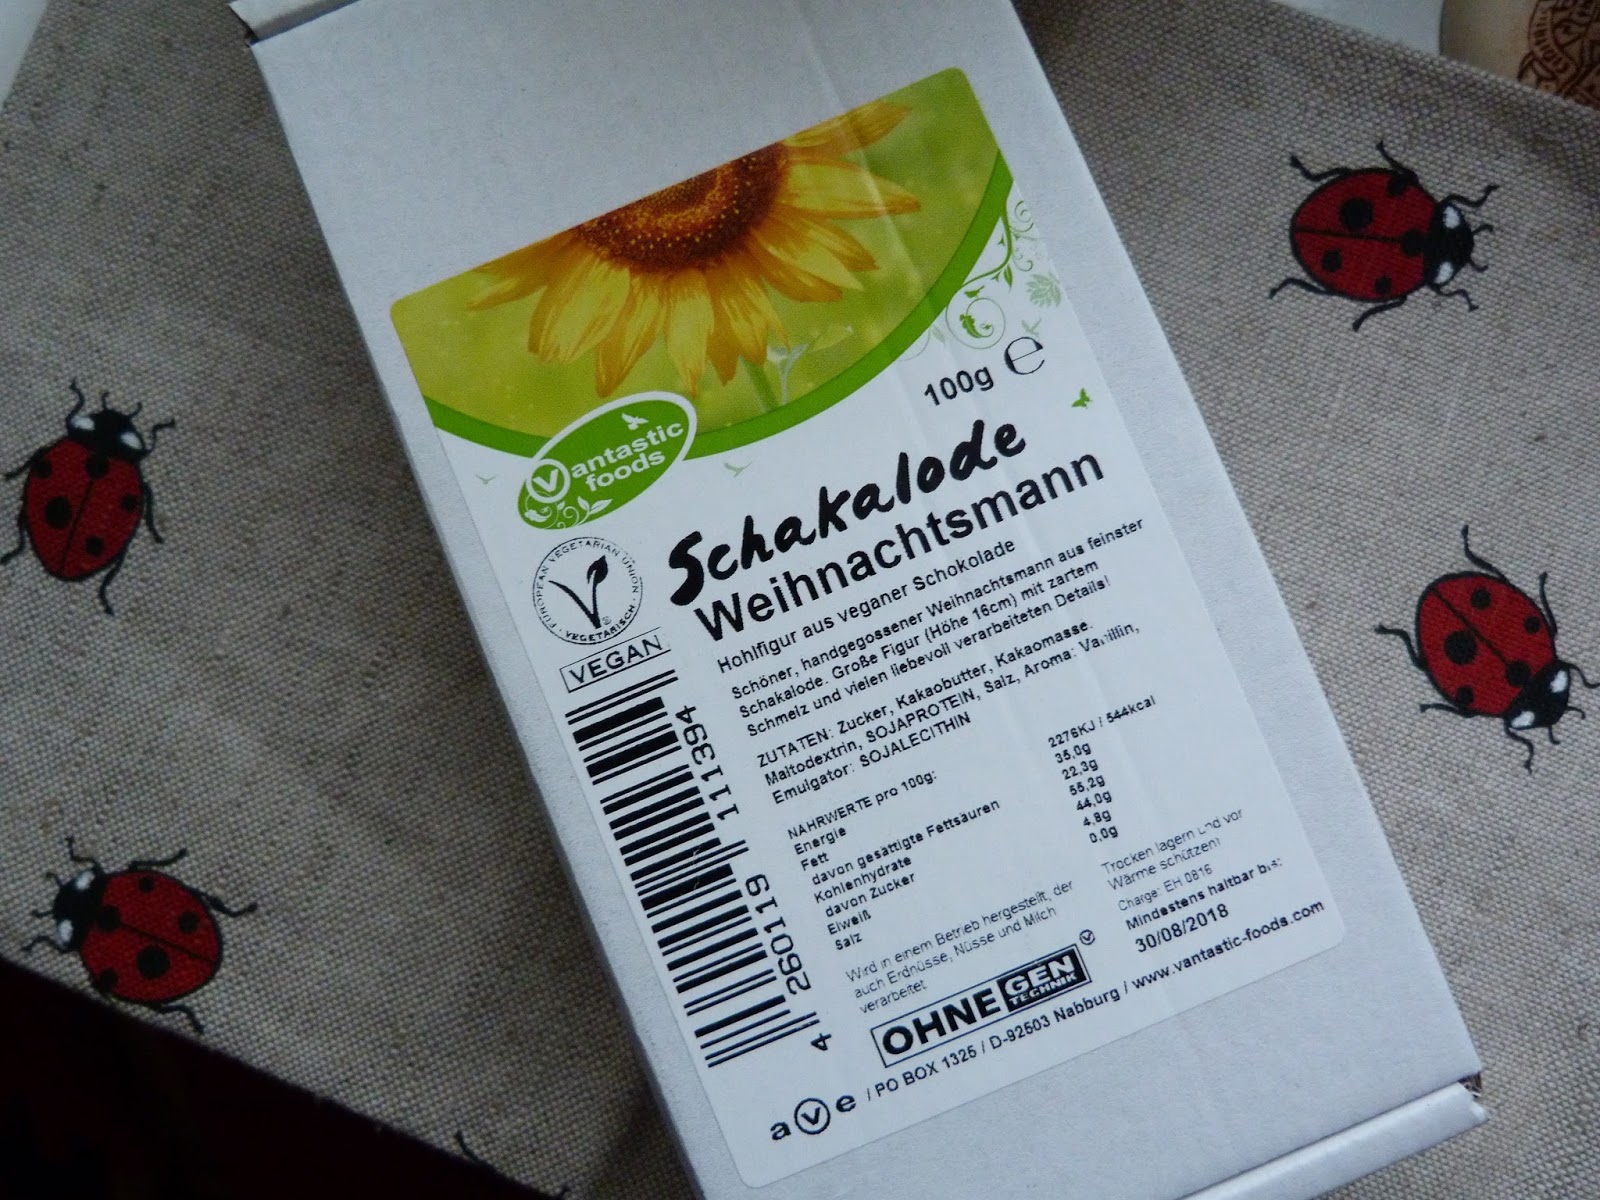 100g ℮
Vantastic
foods
Schakalode
Weihnachtsmann
Hohlfigur aus veganer Schokolade
Schöner, handgegossener Weihnachtsmann aus feinster
Schakalode. Große Figur (Höhe 16cm) mit zartem
Schmelz und vielen liebevoll verarbeiteten Details!
EUROPEAN VEGETARIAN UNION
VEGETARISCH
VEGAN
ZUTATEN: Zucker, Kakaobutter, Kakaomasse.
Maltodextrin, SOJAPROTEIN, Salz, Aroma: Vanillin,
Emulgator: SOJALECITHIN
NÄHRWERTE pro 100g:
Energie 2276KJ / 544kcal
Fett 35,0g
davon gesättigte Fettsäuren 22,3g
Kohlenhydrate 55,2g
davon Zucker 44,0g
Eiweiß 4,8g
Salz 0,0g
4 260119 111394
Wird in einem Betrieb hergestellt, der
auch Erdnüsse, Nüsse und Milch
verarbeitet
Trocken lagern und vor
Wärme schützen!
Charge: EH 0816
Mindestens haltbar bis:
30/08/2018
OHNE GEN
TECHNIK
ave / PO BOX 1325 / D-92503 Nabburg / www.vantastic-foods.com